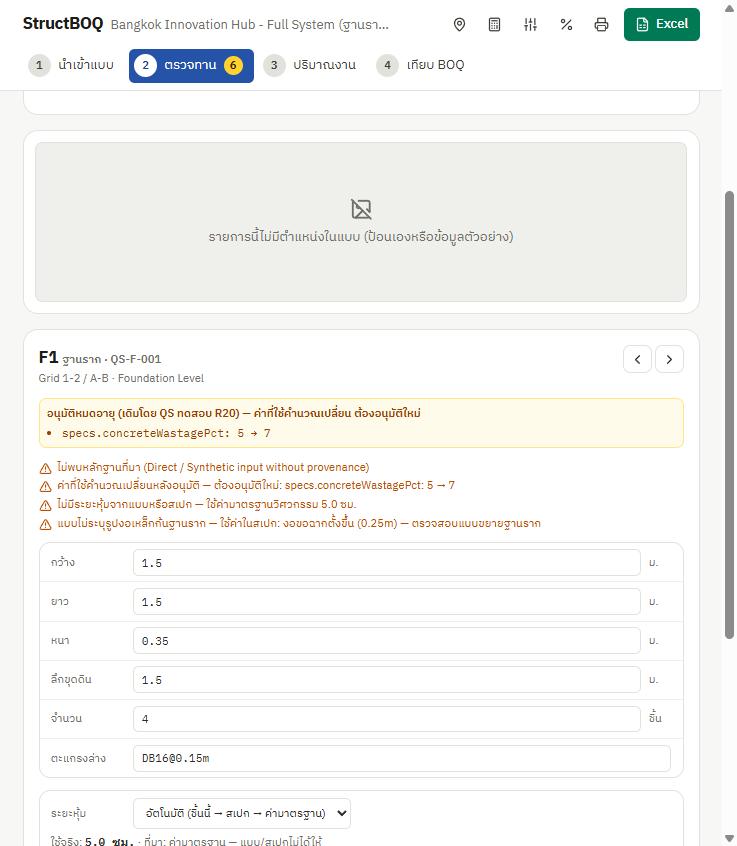 StructBOQ Bangkok Innovation Hub - Full System (ฐานรา... Excel
1 นำเข้าแบบ 2 ตรวจทาน 6 3 ปริมาณงาน 4 เทียบ BOQ
รายการนี้ไม่มีตำแหน่งในแบบ (ป้อนเองหรือข้อมูลตัวอย่าง)
F1 ฐานราก · QS-F-001
Grid 1-2 / A-B · Foundation Level
อนุมัติหมดอายุ (เดิมโดย QS ทดสอบ R20) — ค่าที่ใช้คำนวณเปลี่ยน ต้องอนุมัติใหม่
• specs.concreteWastagePct: 5 → 7
ไม่พบหลักฐานที่มา (Direct / Synthetic input without provenance)
ค่าที่ใช้คำนวณเปลี่ยนหลังอนุมัติ — ต้องอนุมัติใหม่: specs.concreteWastagePct: 5 → 7
ไม่มีระยะหุ้มจากแบบหรือสเปก — ใช้ค่ามาตรฐานวิศวกรรม 5.0 ซม.
แบบไม่ระบุรูปงอเหล็กก้นฐานราก — ใช้ค่าในสเปก: งอขอฉากตั้งขึ้น (0.25m) — ตรวจสอบแบบขยายฐานราก
กว้าง 1.5 ม.
ยาว 1.5 ม.
หนา 0.35 ม.
ลึกขุดดิน 1.5 ม.
จำนวน 4 ชิ้น
ตะแกรงล่าง DB16@0.15m
ระยะหุ้ม อัตโนมัติ (ชิ้นนี้ → สเปก → ค่ามาตรฐาน)
ใช้จริง: 5.0 ซม. · ที่มา: ค่ามาตรฐาน — แบบ/สเปกไม่ได้ให้